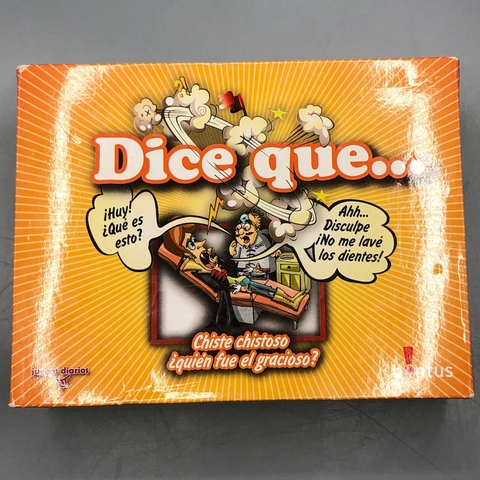 Dice que...
¡Huy!
¿Qué es
esto?
Ahh...
Disculpe
¡No me lavé
los dientes!
Chiste chistoso
¿quién fue el gracioso?
diarios